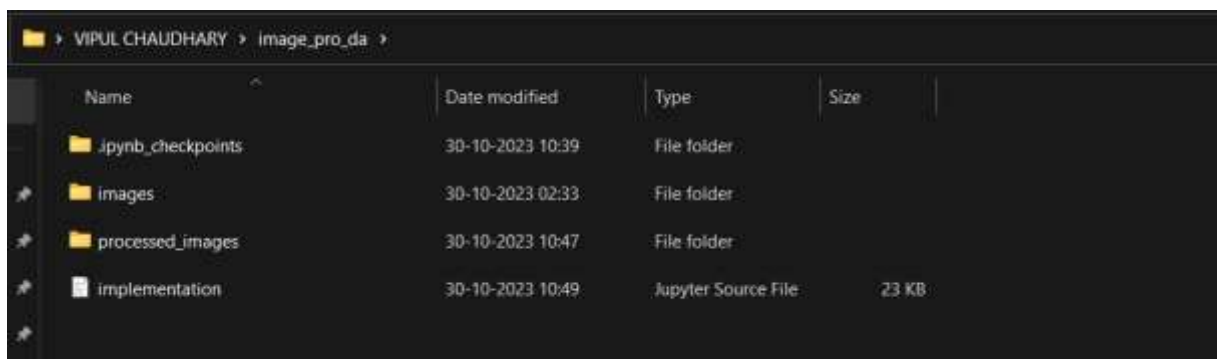 VIPUL CHAUDHARY > image_pro_da >
Name Date modified Type Size
.ipynb_checkpoints 30-10-2023 10:39 File folder
images 30-10-2023 02:33 File folder
processed_images 30-10-2023 10:47 File folder
implementation 30-10-2023 10:49 Jupyter Source File 23 KB